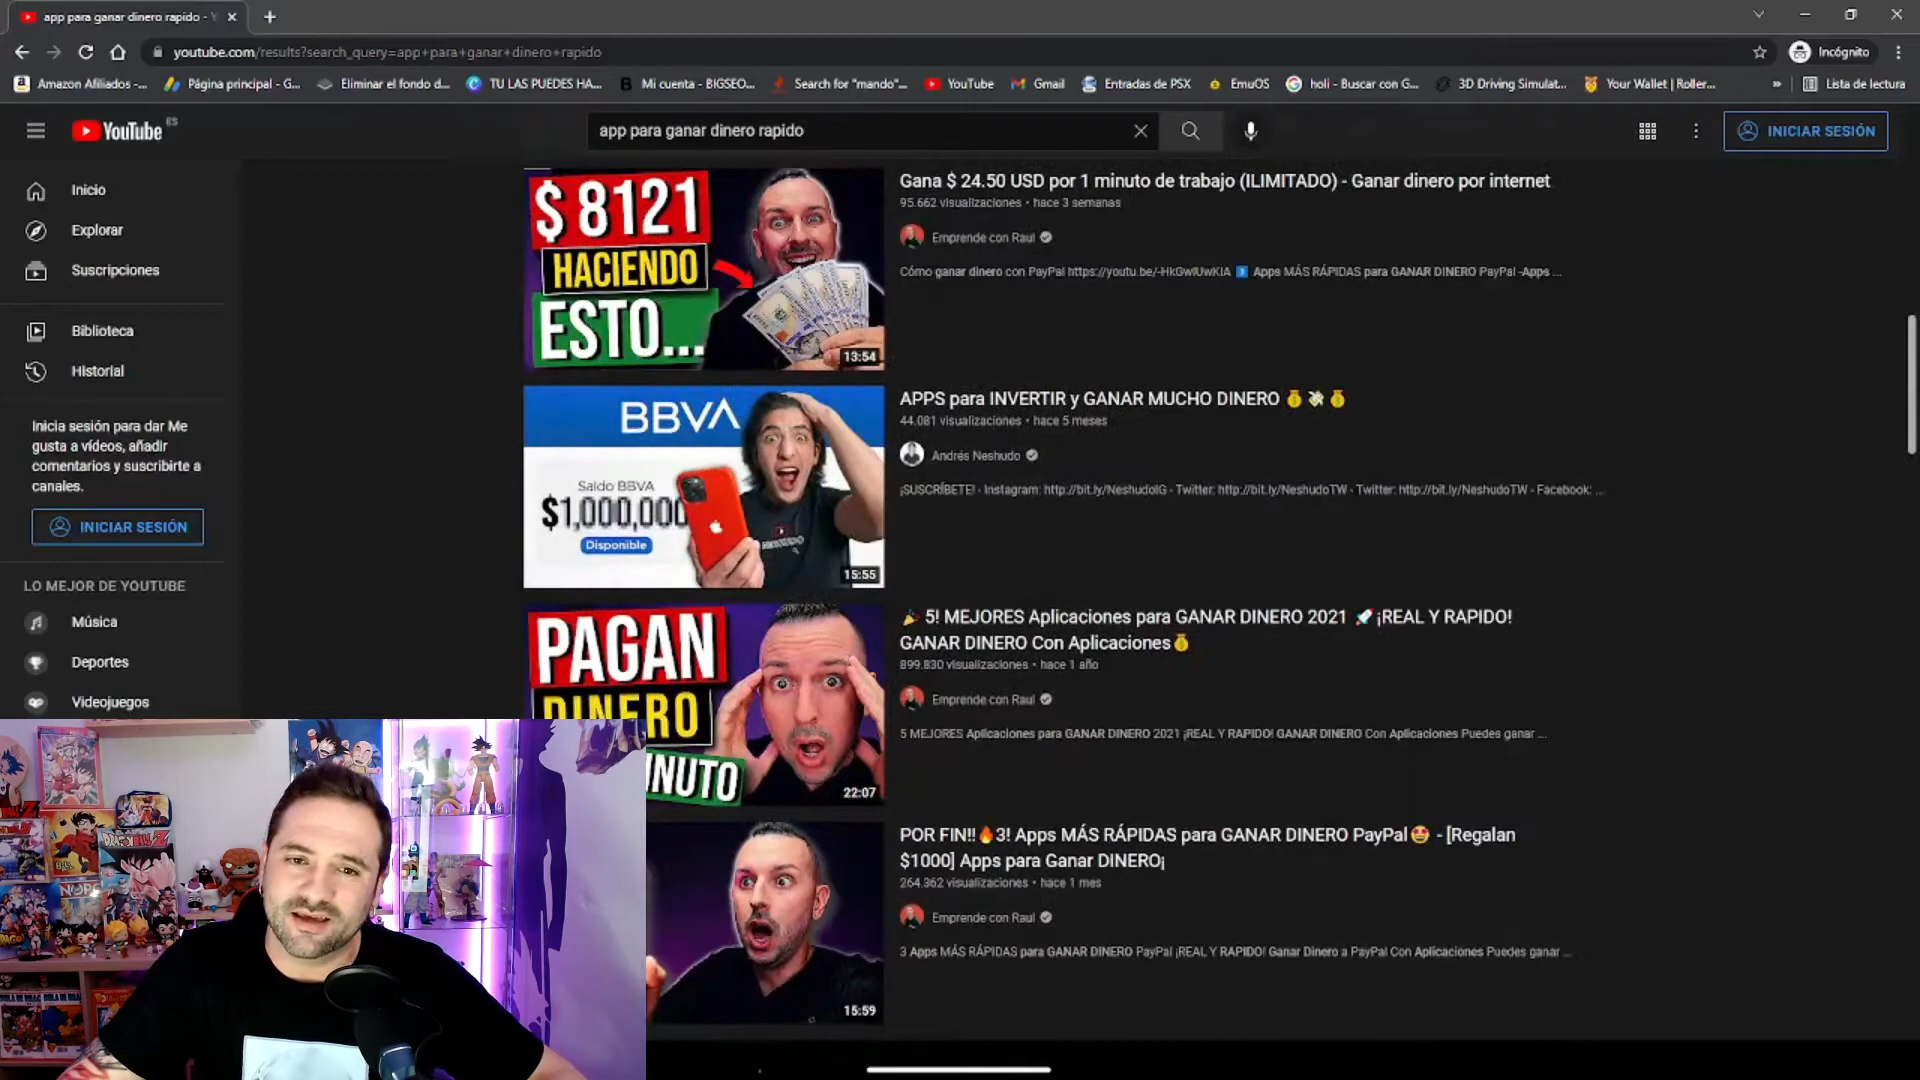 app para ganar dinero rapido - Y
youtube.com/results?search_query=app+para+ganar+dinero+rapido
Incógnito
Amazon Afiliados -...
Página principal - G...
Eliminar el fondo d...
TU LAS PUEDES HA...
Mi cuenta - BIGSEO...
Search for "mando"...
YouTube
Gmail
Entradas de PSX
EmuOS
holi - Buscar con G...
3D Driving Simulat...
Your Wallet | Roller...
»
Lista de lectura
YouTube ES
app para ganar dinero rapido
INICIAR SESIÓN
Inicio
Explorar
Suscripciones
Biblioteca
Historial
Inicia sesión para dar Me
gusta a vídeos, añadir
comentarios y suscribirte a
canales.
INICIAR SESIÓN
LO MEJOR DE YOUTUBE
Música
Deportes
Videojuegos
$ 8121
HACIENDO
ESTO...
13:54
Gana $ 24.50 USD por 1 minuto de trabajo (ILIMITADO) - Ganar dinero por internet
95.662 visualizaciones • hace 3 semanas
Emprende con Raul
Cómo ganar dinero con PayPal https://youtu.be/-HkGwIUwKIA Apps MÁS RÁPIDAS para GANAR DINERO PayPal -Apps ...
BBVA
Saldo BBVA
$1,000,000
Disponible
15:55
APPS para INVERTIR y GANAR MUCHO DINERO 🥇💸🥇
44.081 visualizaciones • hace 5 meses
Andrés Neshudo
¡SUSCRÍBETE! - Instagram: http://bit.ly/NeshudoIG - Twitter: http://bit.ly/NeshudoTW - Twitter: http://bit.ly/NeshudoTW - Facebook: ...
PAGAN
DINERO
MINUTO
22:07
🎉 5! MEJORES Aplicaciones para GANAR DINERO 2021 🚀¡REAL Y RAPIDO!
GANAR DINERO Con Aplicaciones🥇
899.830 visualizaciones • hace 1 año
Emprende con Raul
5 MEJORES Aplicaciones para GANAR DINERO 2021 ¡REAL Y RAPIDO! GANAR DINERO Con Aplicaciones Puedes ganar ...
15:59
POR FIN!!🔥3! Apps MÁS RÁPIDAS para GANAR DINERO PayPal🤩 - [Regalan
$1000] Apps para Ganar DINERO¡
264.362 visualizaciones • hace 1 mes
Emprende con Raul
3 Apps MÁS RÁPIDAS para GANAR DINERO PayPal ¡REAL Y RAPIDO! Ganar Dinero a PayPal Con Aplicaciones Puedes ganar ...
DRAGON BALL Z